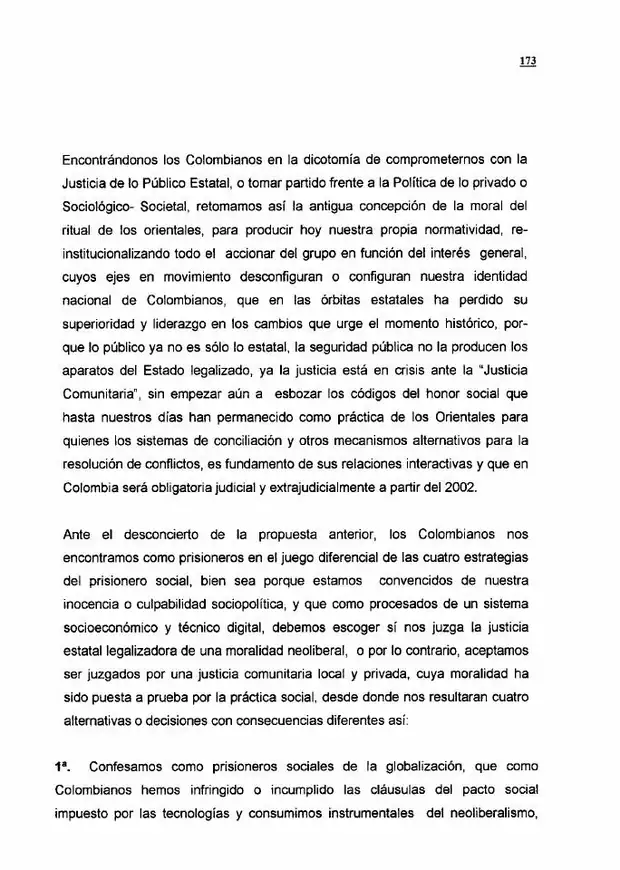 173
Encontrándonos los Colombianos en la dicotomía de comprometernos con la
Justicia de lo Público Estatal, o tomar partido frente a la Política de lo privado o
Sociológico- Societal, retomamos así la antigua concepción de la moral del
ritual de los orientales, para producir hoy nuestra propia normatividad, re-
institucionalizando todo el accionar del grupo en función del interés general,
cuyos ejes en movimiento desconfiguran o configuran nuestra identidad
nacional de Colombianos, que en las órbitas estatales ha perdido su
superioridad y liderazgo en los cambios que urge el momento histórico, por-
que lo público ya no es sólo lo estatal, la seguridad pública no la producen los
aparatos del Estado legalizado, ya la justicia está en crisis ante la "Justicia
Comunitaria", sin empezar aún a esbozar los códigos del honor social que
hasta nuestros días han permanecido como práctica de los Orientales para
quienes los sistemas de conciliación y otros mecanismos alternativos para la
resolución de conflictos, es fundamento de sus relaciones interactivas y que en
Colombia será obligatoria judicial y extrajudicialmente a partir del 2002.
Ante el desconcierto de la propuesta anterior, los Colombianos nos
encontramos como prisioneros en el juego diferencial de las cuatro estrategias
del prisionero social, bien sea porque estamos convencidos de nuestra
inocencia o culpabilidad sociopolítica, y que como procesados de un sistema
socioeconómico y técnico digital, debemos escoger sí nos juzga la justicia
estatal legalizadora de una moralidad neoliberal, o por lo contrario, aceptamos
ser juzgados por una justicia comunitaria local y privada, cuya moralidad ha
sido puesta a prueba por la práctica social, desde donde nos resultaran cuatro
alternativas o decisiones con consecuencias diferentes así:
1ª. Confesamos como prisioneros sociales de la globalización, que como
Colombianos hemos infringido o incumplido las cláusulas del pacto social
impuesto por las tecnologías y consumimos instrumentales del neoliberalismo,